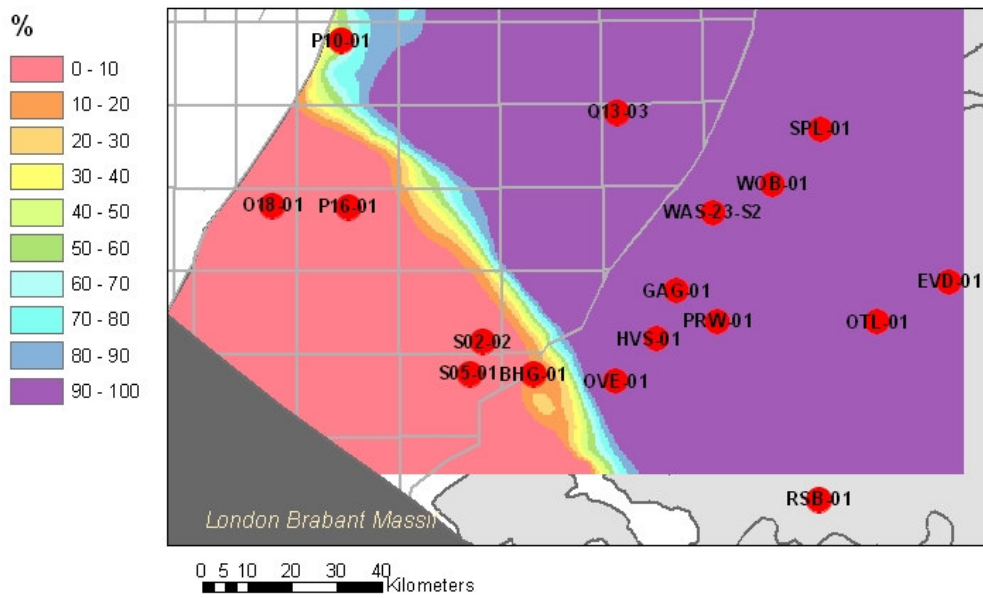 %
0 - 10
10 - 20
20 - 30
30 - 40
40 - 50
50 - 60
60 - 70
70 - 80
80 - 90
90 - 100
P10-01
Q13-03
SPL-01
WOB-01
O18-01
P16-01
WAS-23-S2
EVD-01
GAG-01
PRW-01
OTL-01
HVS-01
S02-02
S05-01
BHG-01
OVE-01
RSB-01
London Brabant Massif
0 5 10 20 30 40
Kilometers